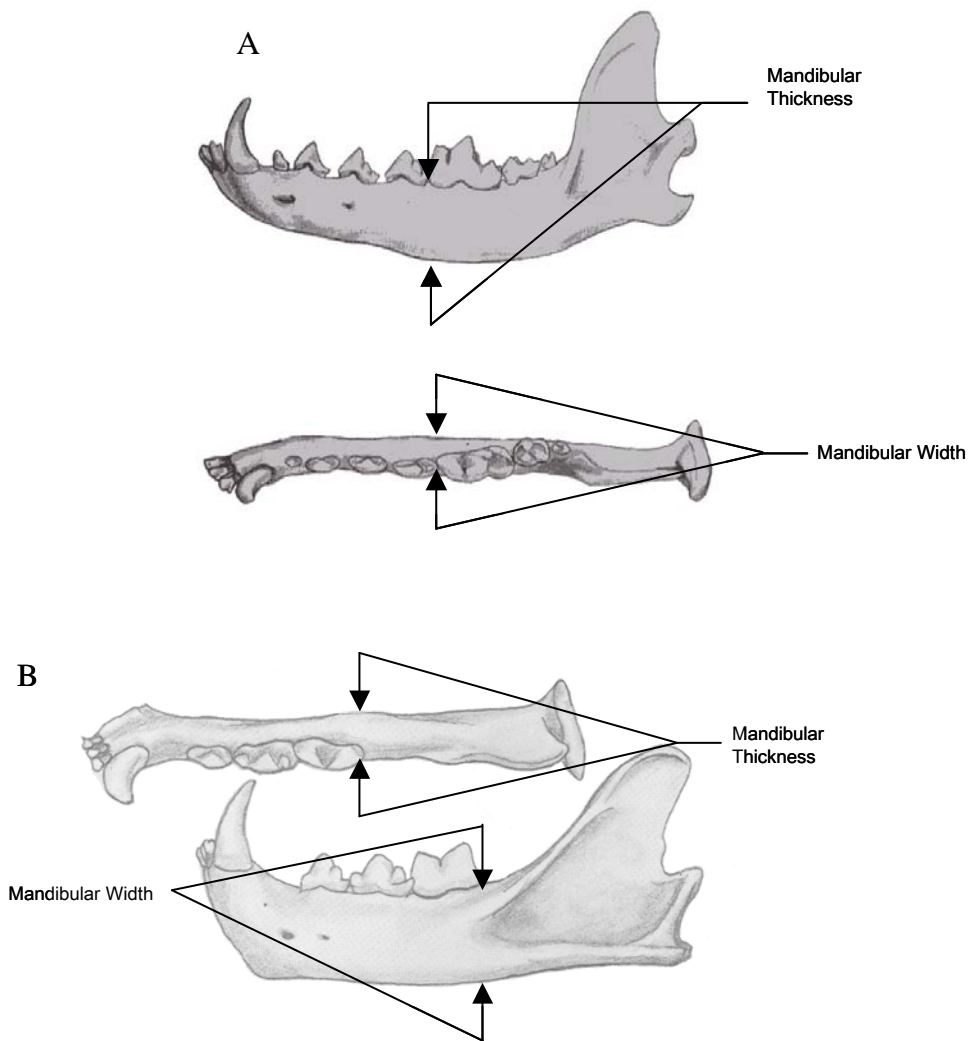 A
Mandibular
Thickness
Mandibular Width
B
Mandibular
Thickness
Mandibular Width